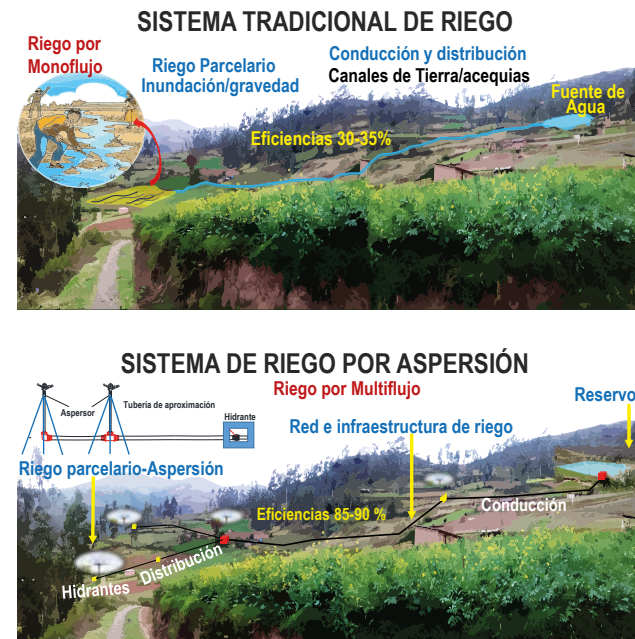 SISTEMA TRADICIONAL DE RIEGO
Riego por
Monoflujo
Riego Parcelario
Inundación/gravedad
Conducción y distribución
Canales de Tierra/acequias
Fuente de
Agua
Eficiencias 30-35%
SISTEMA DE RIEGO POR ASPERSIÓN
Riego por Multiflujo
Reservo
Aspersor
Tubería de aproximación
Hidrante
Red e infraestructura de riego
Riego parcelario-Aspersión
Conducción
Eficiencias 85-90 %
Distribución
Hidrantes